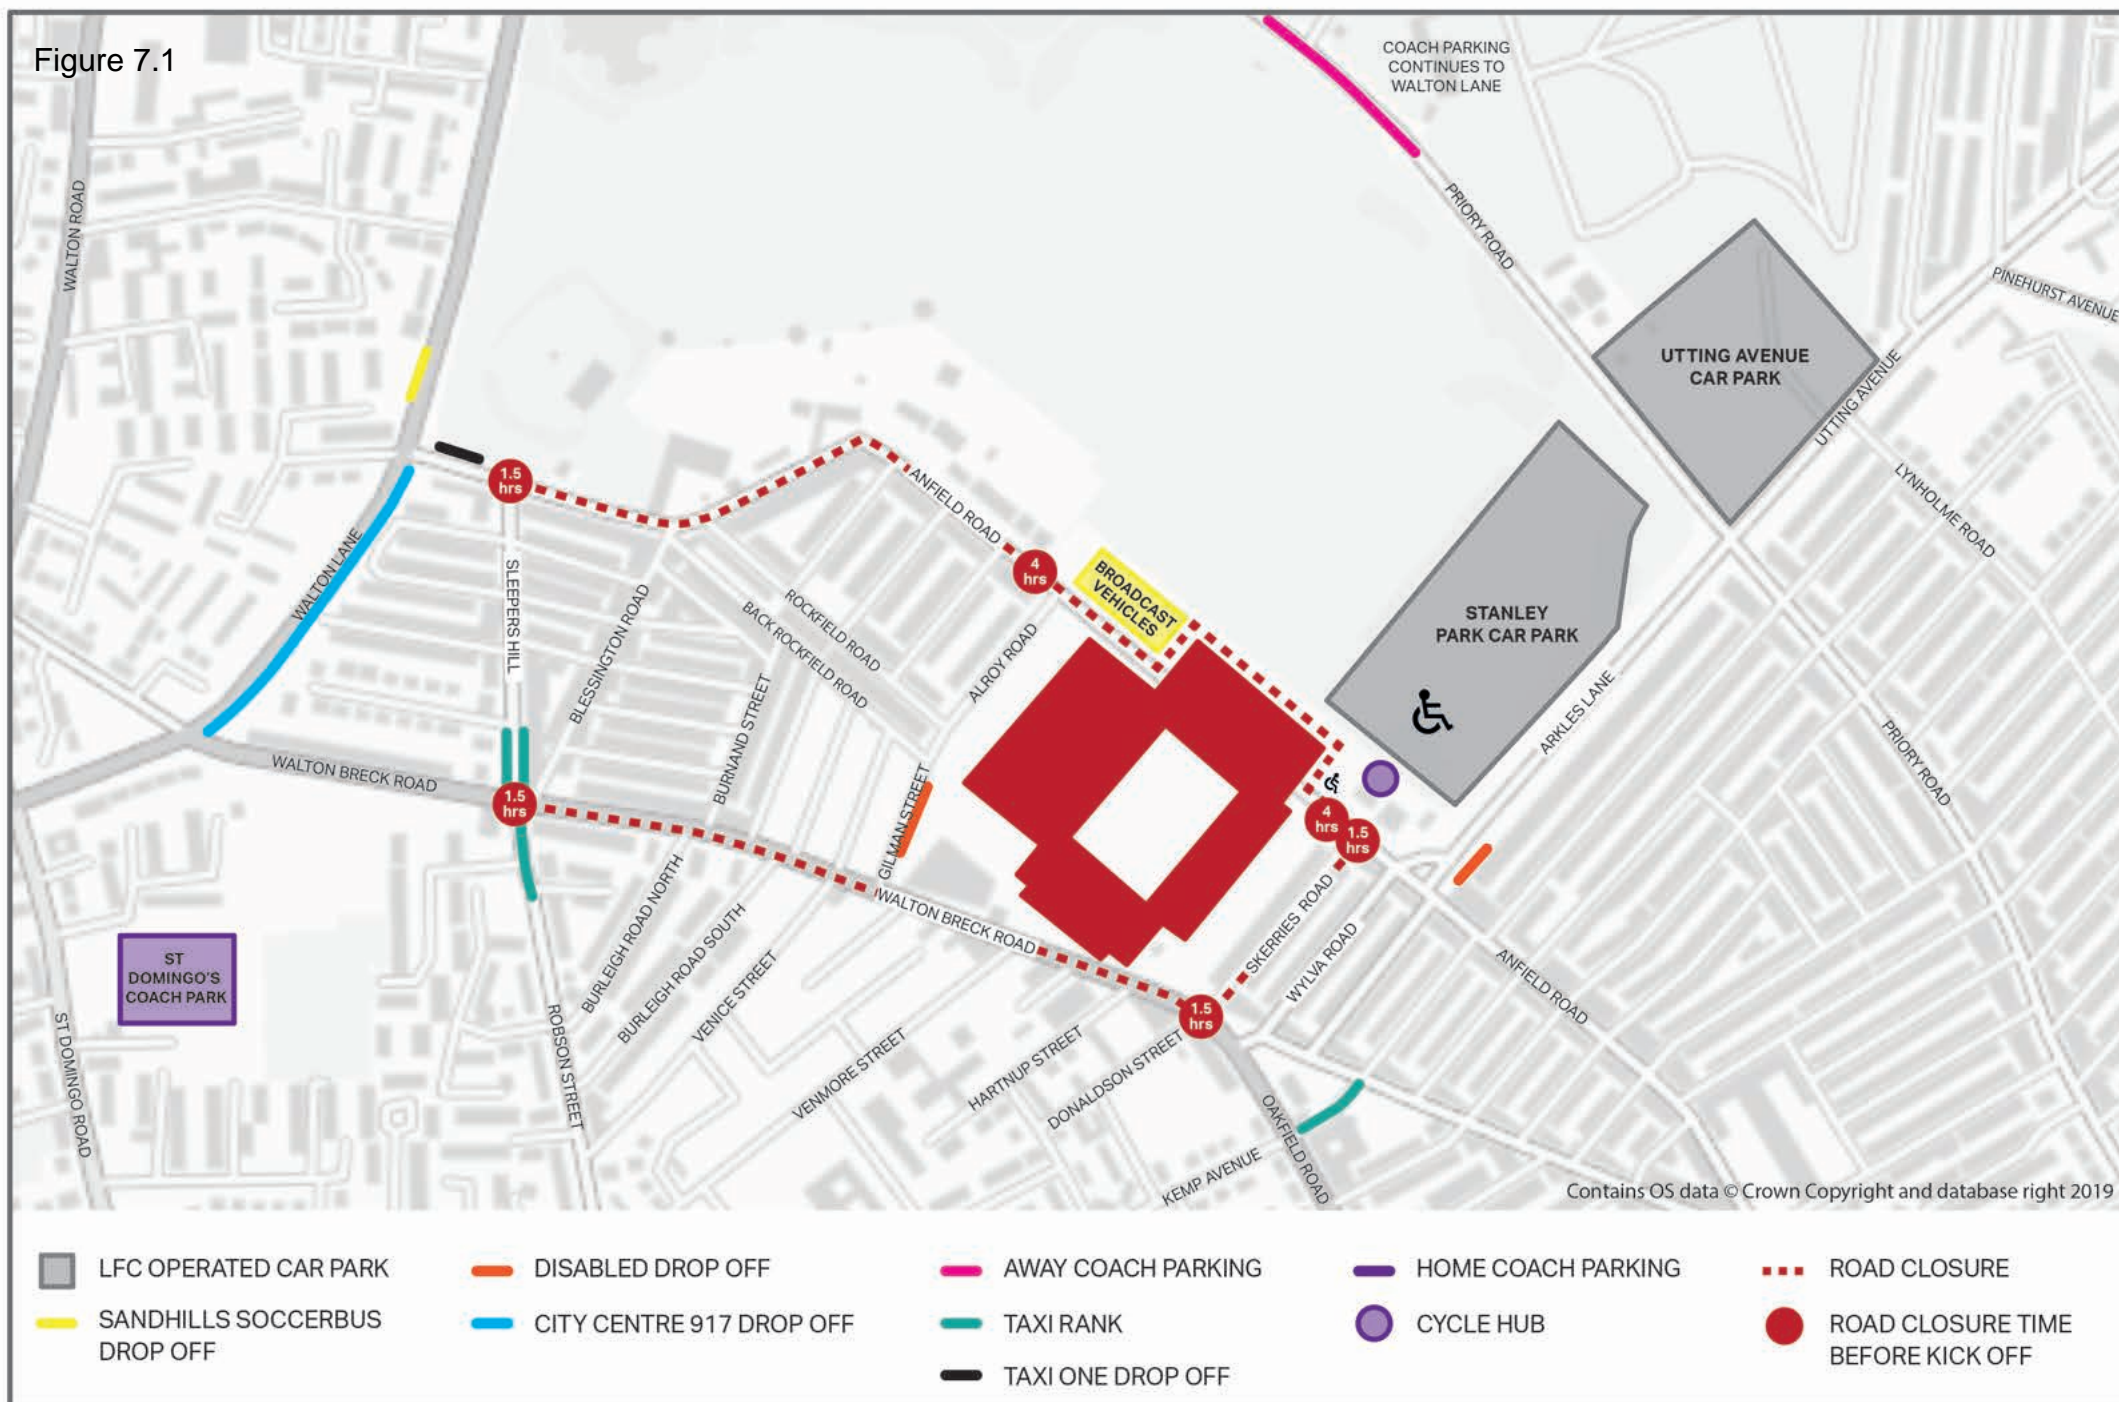 Figure 7.1
COACH PARKING
CONTINUES TO
WALTON LANE
WALTON ROAD
PRIORY ROAD
PINEHURST AVENUE
UTTING AVENUE
CAR PARK
UTTING AVENUE
LYNHOLME ROAD
1.5
hrs
ANFIELD ROAD
4
hrs
BROADCAST
VEHICLES
STANLEY
PARK CAR PARK
WALTON LANE
SLEEPERS HILL
BLESSINGTON ROAD
ROCKFIELD ROAD
BACK ROCKFIELD ROAD
ALROY ROAD
ARKLES LANE
PRIORY ROAD
BURNAND STREET
GILMAN STREET
WALTON BRECK ROAD
1.5
hrs
4
hrs
1.5
hrs
WALTON BRECK ROAD
SKERRIES ROAD
WYLVA ROAD
ANFIELD ROAD
BURLEIGH ROAD NORTH
BURLEIGH ROAD SOUTH
VENICE STREET
ST
DOMINGO'S
COACH PARK
ST DOMINGO ROAD
ROBSON STREET
1.5
hrs
VENMORE STREET
HARTNUP STREET
DONALDSON STREET
OAKFIELD ROAD
KEMP AVENUE
Contains OS data © Crown Copyright and database right 2019
LFC OPERATED CAR PARK
SANDHILLS SOCCERBUS
DROP OFF
DISABLED DROP OFF
CITY CENTRE 917 DROP OFF
AWAY COACH PARKING
TAXI RANK
TAXI ONE DROP OFF
HOME COACH PARKING
CYCLE HUB
ROAD CLOSURE
ROAD CLOSURE TIME
BEFORE KICK OFF